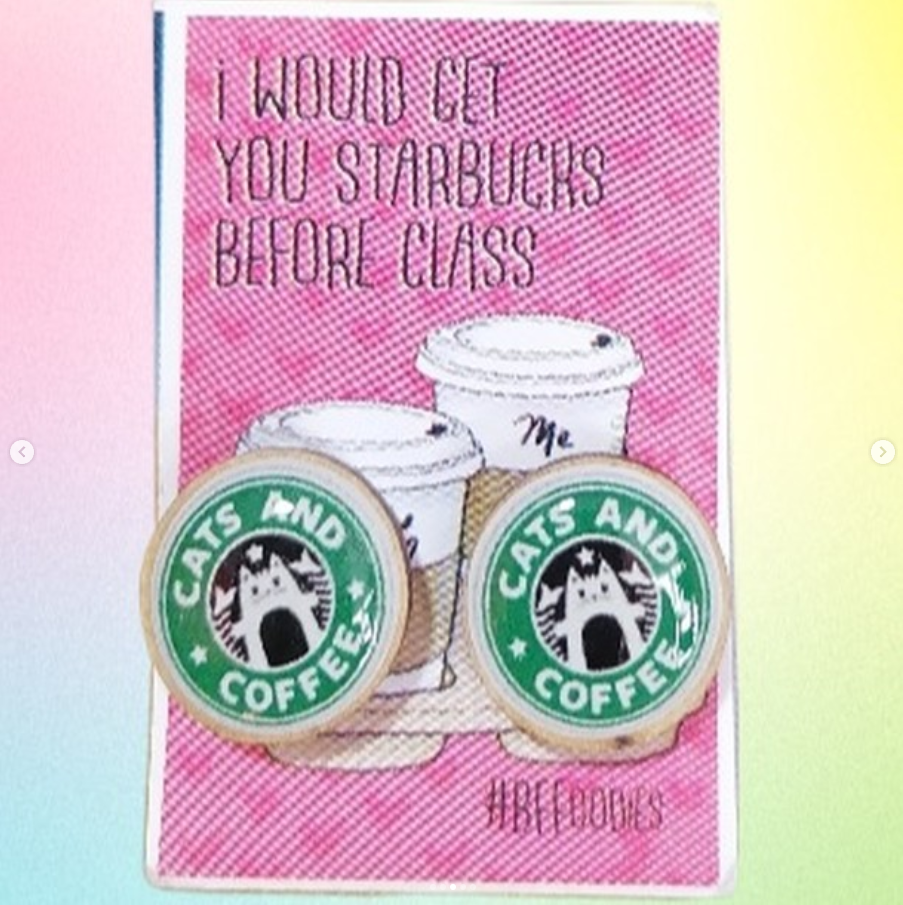 i WOULD GET
YOU STARBUCKS
BEFORE CLASS
Me
CATS AND
COFFEE
CATS AND
COFFEE
#BFFOODIES